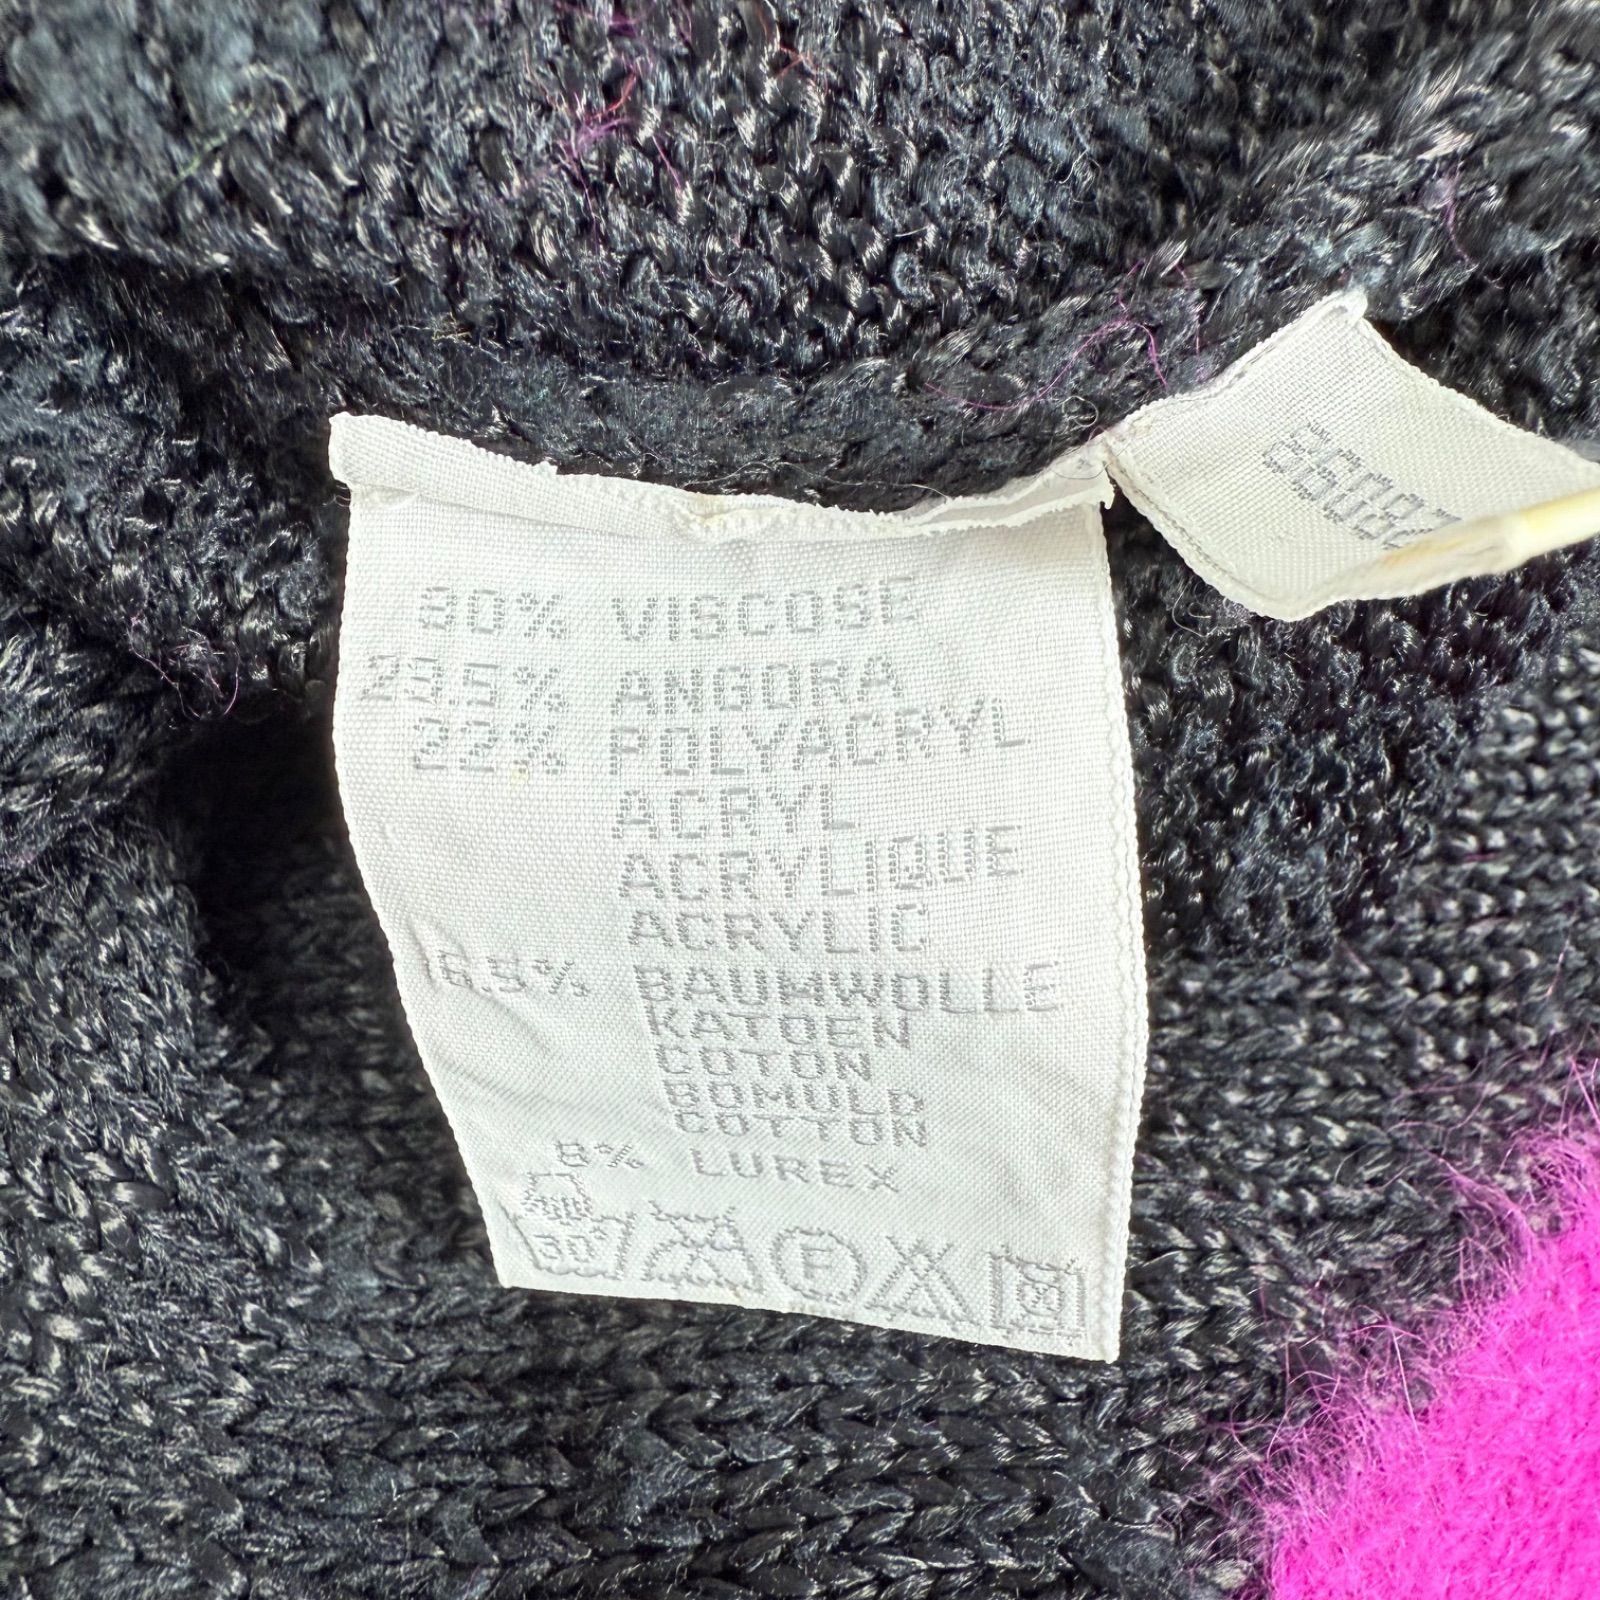 30% VISCOSE
23.5% ANGORA
22% POLYACRYL
ACRYL
ACRYLIQUE
ACRYLIC
16.5% BAUMWOLLE
KATOEN
COTON
BOMULD
COTTON
8% LUREX
30° F